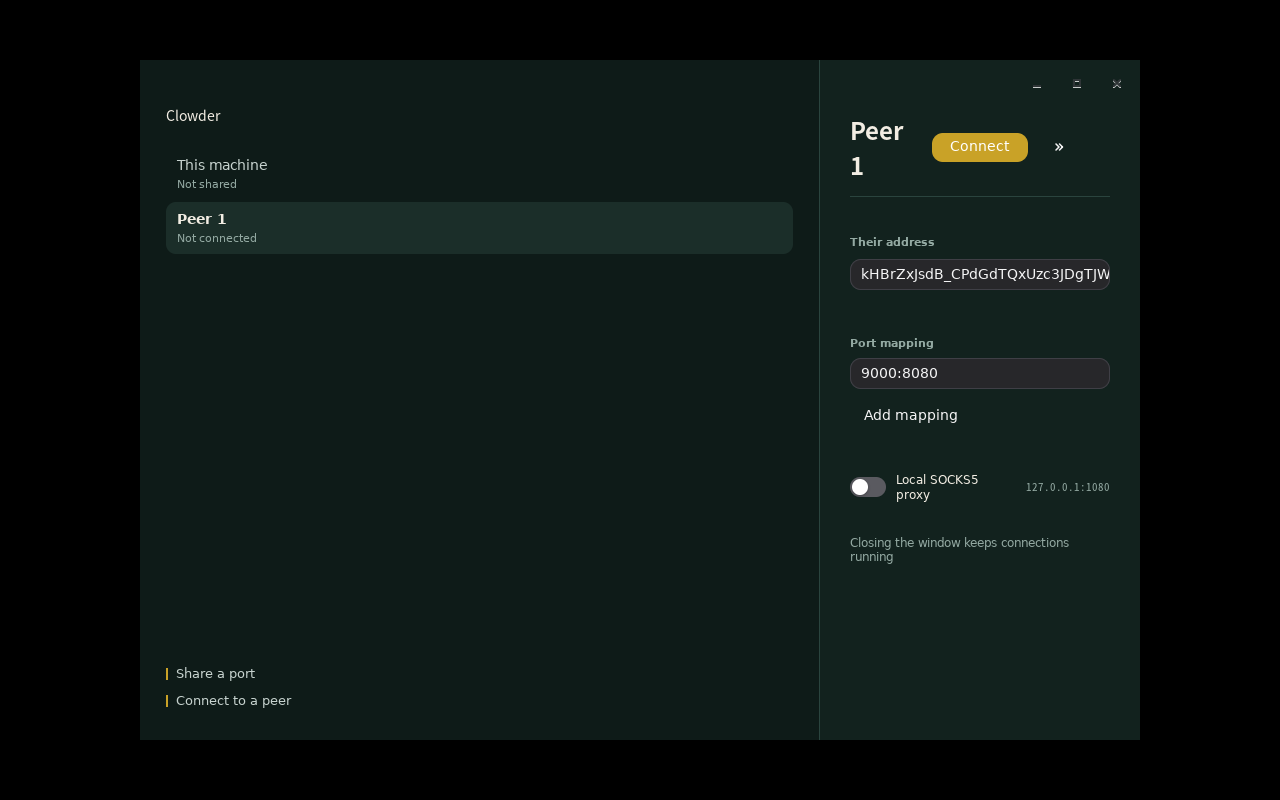 Clowder
This machine
Not shared
Peer 1
Not connected
Share a port
Connect to a peer
Peer
1
Connect
»
Their address
kHBrZxJsdB_CPdGdTQxUzc3JDgTJW
Port mapping
9000:8080
Add mapping
Local SOCKS5
proxy
127.0.0.1:1080
Closing the window keeps connections
running